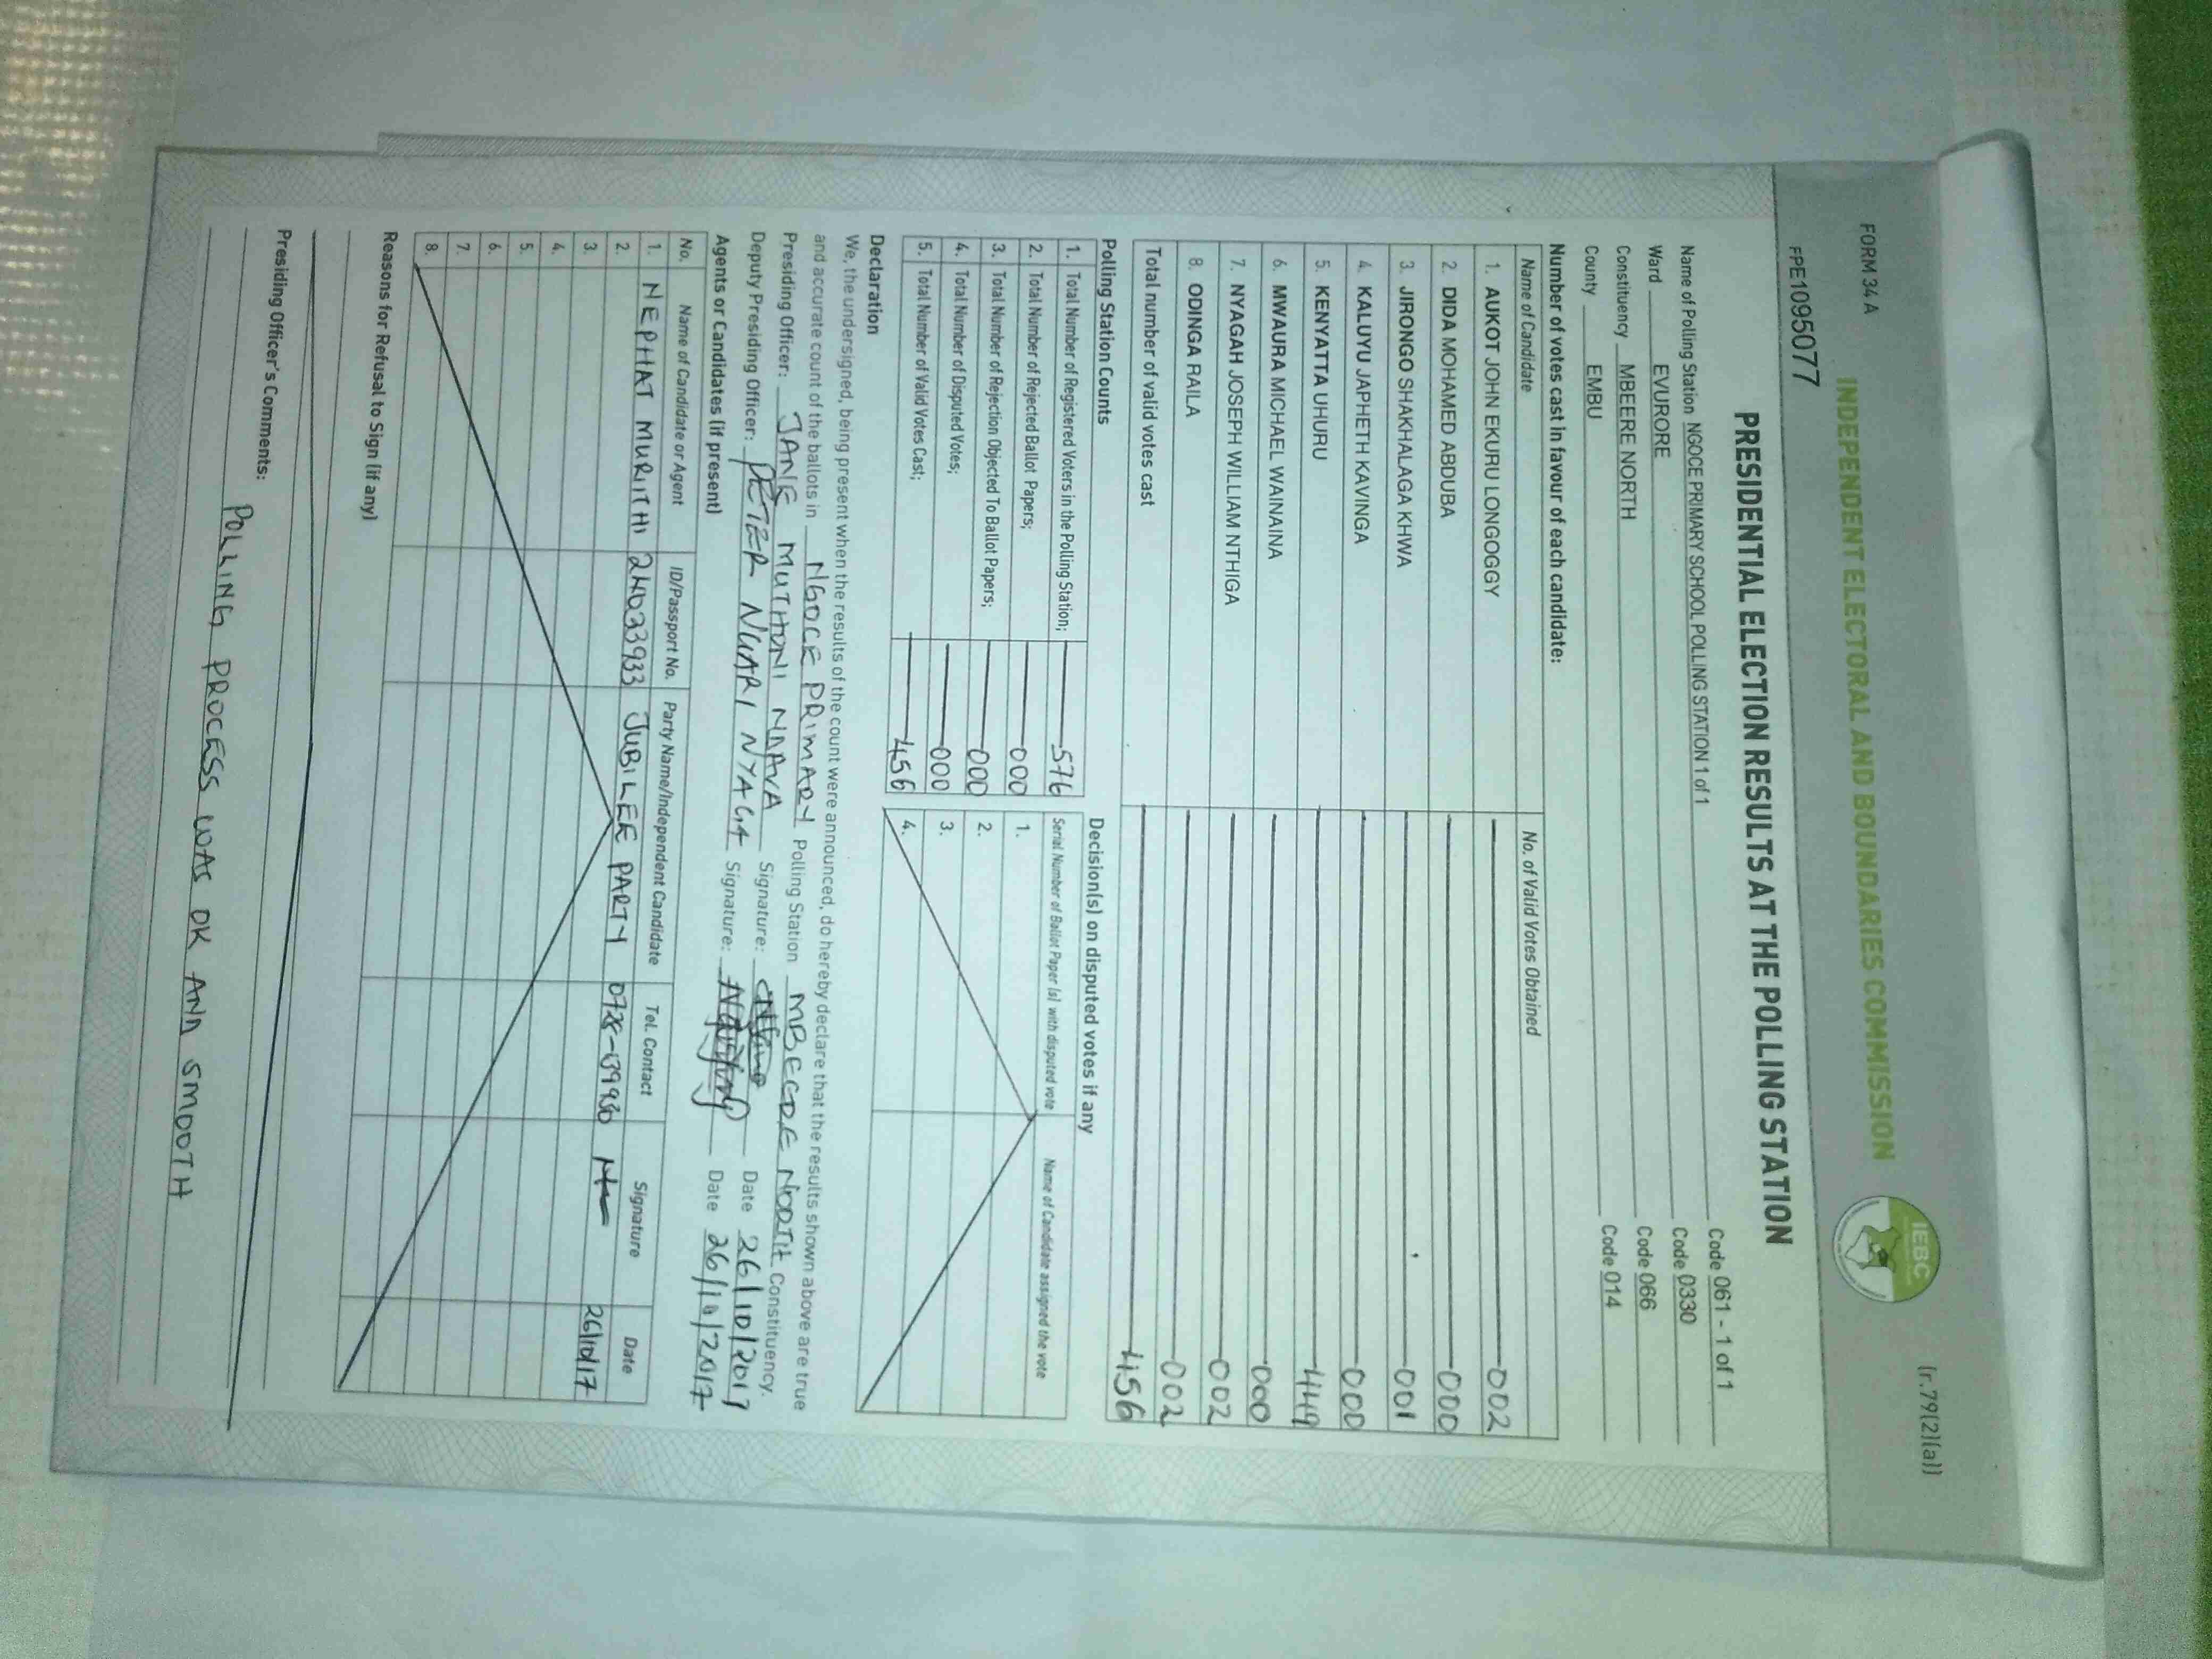 FORM 34 A
(r.79(2)(a))
INDEPENDENT ELECTORAL AND BOUNDARIES COMMISSION
IEBC
PE1095077
PRESIDENTIAL ELECTION RESULTS AT THE POLLING STATION
Name of Polling Station NGOCE PRIMARY SCHOOL POLLING STATION 1 of 1 Code 061 - 1 of 1
Ward EVURORE Code 0330
Constituency MBEERE NORTH Code 066
County EMBU Code 014
Number of votes cast in favour of each candidate:
Name of Candidate No. of Valid Votes Obtained
1. AUKOT JOHN EKURU LONGOGGY 002
2. DIDA MOHAMED ABDUBA 000
3. JIRONGO SHAKHALAGA KHWA 001
4. KALUYU JAPHETH KAVINGA 000
5. KENYATTA UHURU 449
6. MWAURA MICHAEL WAINAINA 000
7. NYAGAH JOSEPH WILLIAM NTHIGA 002
8. ODINGA RAILA 002
Total number of valid votes cast 456
Polling Station Counts
1. Total Number of Registered Voters in the Polling Station; 576
2. Total Number of Rejected Ballot Papers; 000
3. Total Number of Rejection Objected To Ballot Papers; 000
4. Total Number of Disputed Votes; 000
5. Total Number of Valid Votes Cast; 456
Decision(s) on disputed votes if any
Serial Number of Ballot Paper (s) with disputed vote Name of Candidate assigned the vote
1.
2.
3.
4.
Declaration
We, the undersigned, being present when the results of the count were announced, do hereby declare that the results shown above are true
and accurate count of the ballots in NGOCE PRIMARY Polling Station MBEERE NORTH Constituency.
Presiding Officer: JANE MUTHONI Signature: Date 26/10/2017
Deputy Presiding Officer: PETER NGARI NYAGA Signature: Date 26/10/2017
Agents or Candidates (if present)
No. Name of Candidate or Agent ID/Passport No. Party Name/Independent Candidate Tel. Contact Signature Date
1. NEPHAT MURIITHI 24033933 JUBILEE PARTY 26/10/17
2.
3.
4.
5.
6.
7.
8.
Reasons for Refusal to Sign (if any)
Presiding Officer's Comments:
POLLING PROCESS WAS OK AND SMOOTH